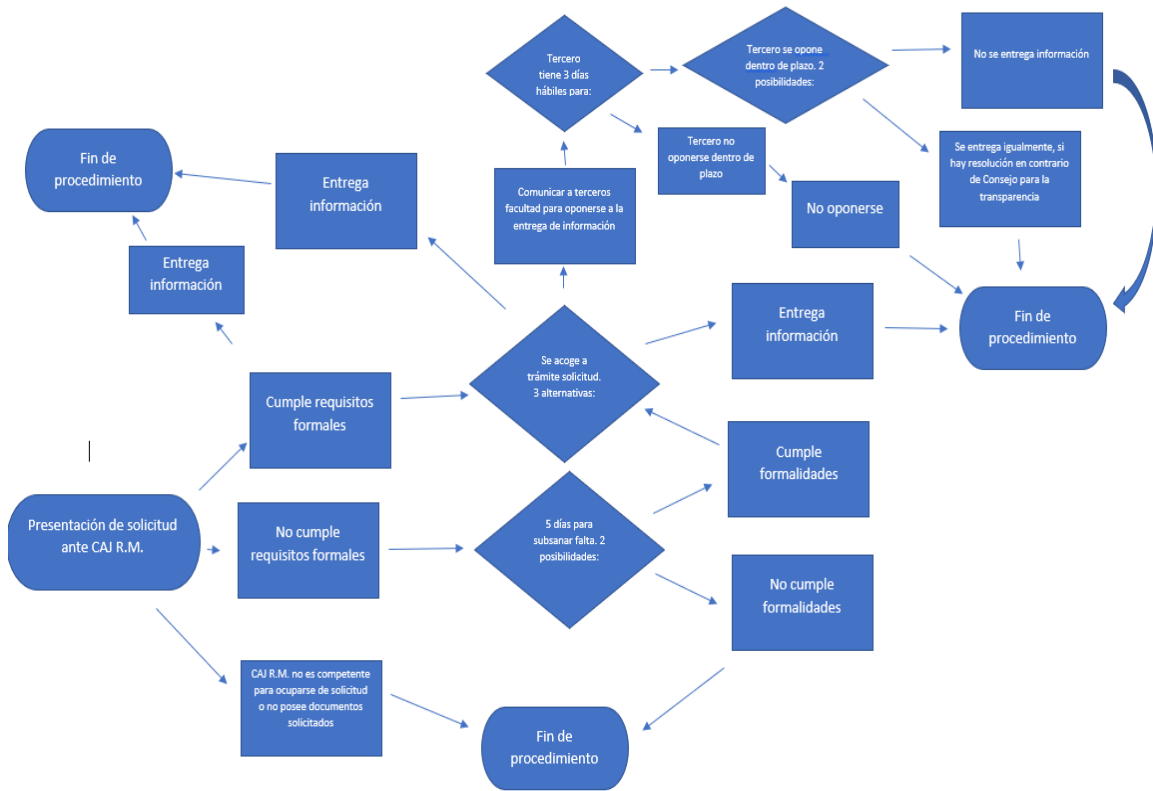 Tercero
tiene 3 días
hábiles para:
Tercero se opone
dentro de plazo. 2
posibilidades:
No se entrega información
Fin de
procedimiento
Entrega
información
Comunicar a terceros
facultad para oponerse a la
entrega de información
Tercero no
oponerse dentro de
plazo
Se entrega igualmente, si
hay resolución en contrario
de Consejo para la
transparencia
No oponerse
Entrega
información
Entrega
información
Fin de
procedimiento
Se acoge a
trámite solicitud.
3 alternativas:
Cumple requisitos
formales
Cumple
formalidades
Presentación de solicitud
ante CAJ R.M.
No cumple
requisitos formales
5 días para
subsanar falta. 2
posibilidades:
No cumple
formalidades
CAJ R.M. no es competente
para ocuparse de solicitud
o no posee documentos
solicitados
Fin de
procedimiento